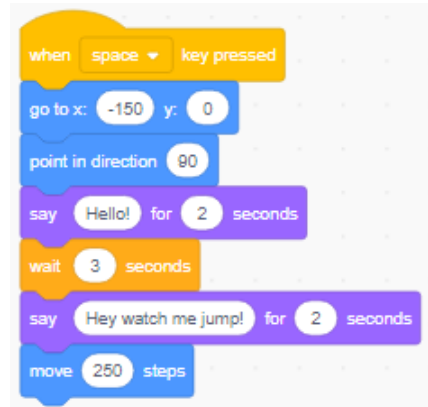 when space key pressed
go to x: -150 y: 0
point in direction 90
say Hello! for 2 seconds
wait 3 seconds
say Hey watch me jump! for 2 seconds
move 250 steps